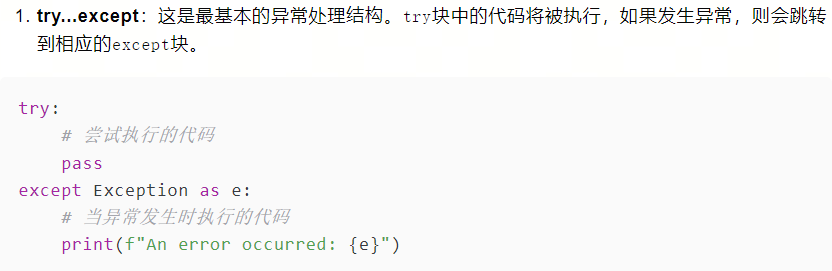 1. try...except：这是最基本的异常处理结构。try块中的代码将被执行，如果发生异常，则会跳转
到相应的except块。
try:
    # 尝试执行的代码
    pass
except Exception as e:
    # 当异常发生时执行的代码
    print(f"An error occurred: {e}")